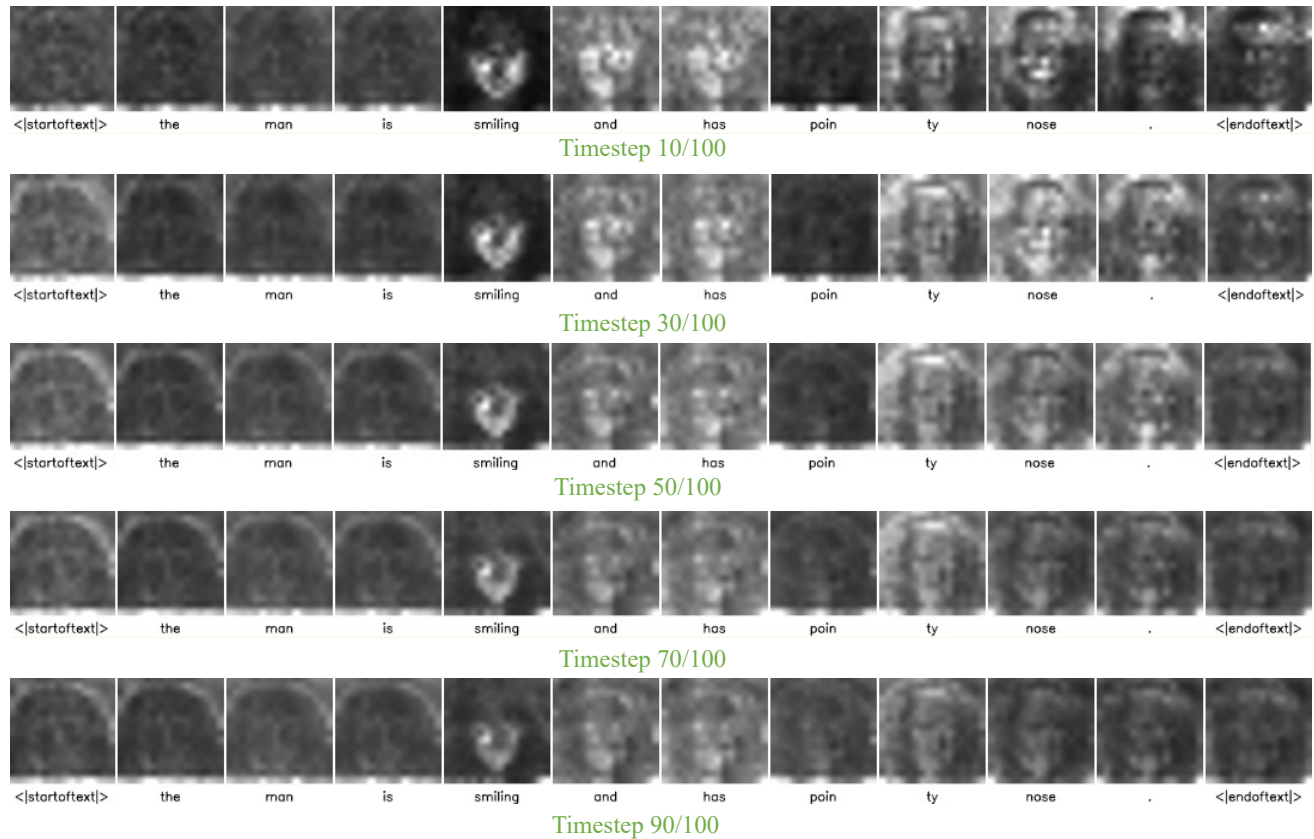 <|startoftext|> the man is smiling and has poin ty nose . <|endoftext|>
Timestep 10/100
<|startoftext|> the man is smiling and has poin ty nose . <|endoftext|>
Timestep 30/100
<|startoftext|> the man is smiling and has poin ty nose . <|endoftext|>
Timestep 50/100
<|startoftext|> the man is smiling and has poin ty nose . <|endoftext|>
Timestep 70/100
<|startoftext|> the man is smiling and has poin ty nose . <|endoftext|>
Timestep 90/100